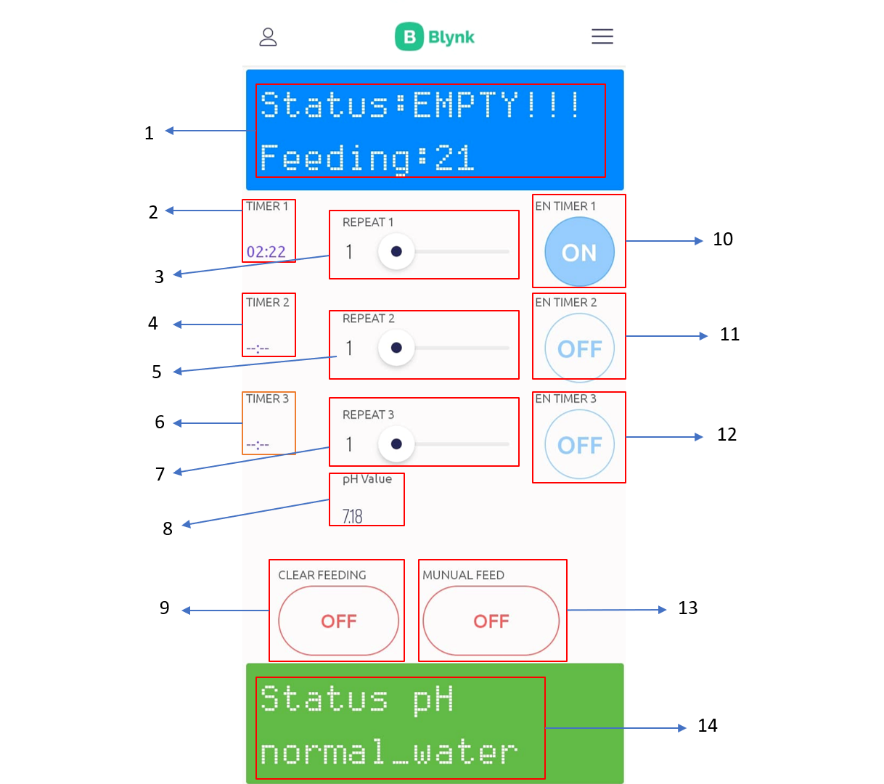 B Blynk
1
Status:EMPTY!!!
Feeding:21
2
TIMER 1
02:22
3
REPEAT 1
1
EN TIMER 1
ON
10
4
TIMER 2
--:--
5
REPEAT 2
1
EN TIMER 2
OFF
11
6
TIMER 3
--:--
7
REPEAT 3
1
EN TIMER 3
OFF
12
8
pH Value
7.18
9
CLEAR FEEDING
OFF
MUNUAL FEED
OFF
13
Status pH
normal_water
14